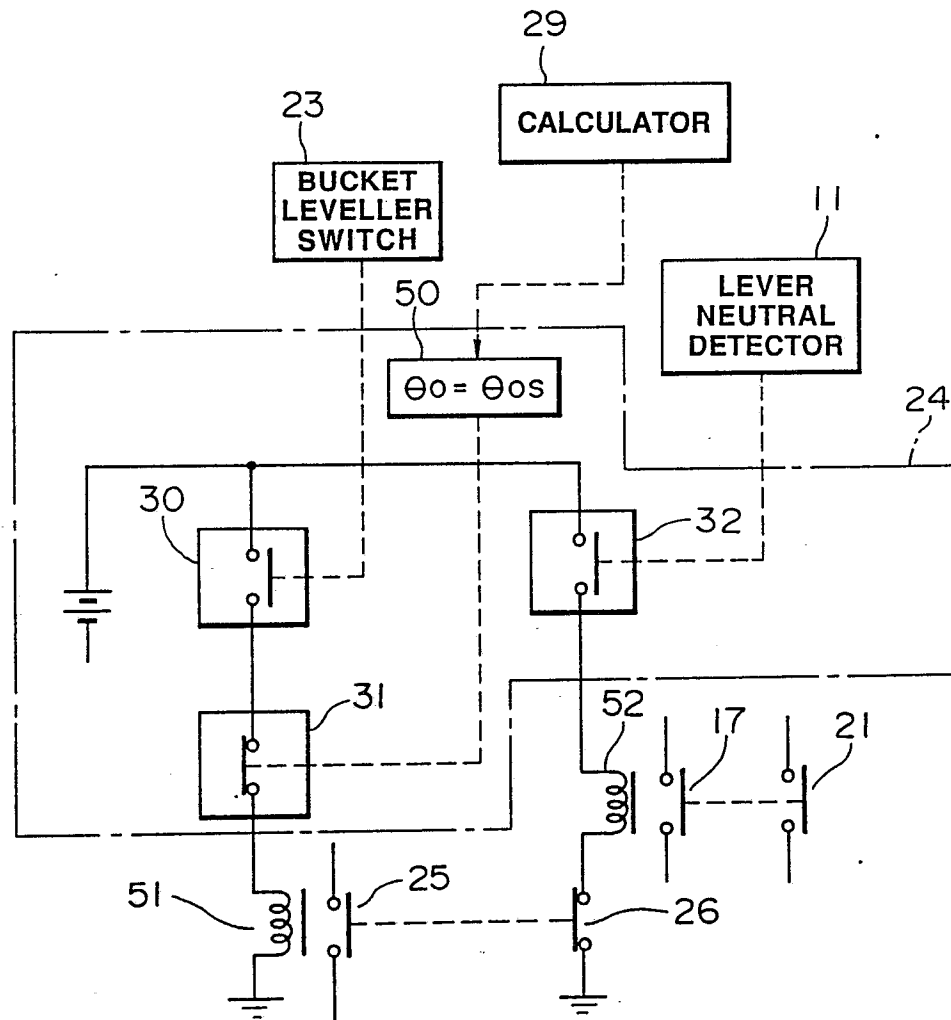 29
CALCULATOR
23
BUCKET
LEVELLER
SWITCH
11
LEVER
NEUTRAL
DETECTOR
50
θo = θos
24
30
32
31
52
17
21
51
25
26